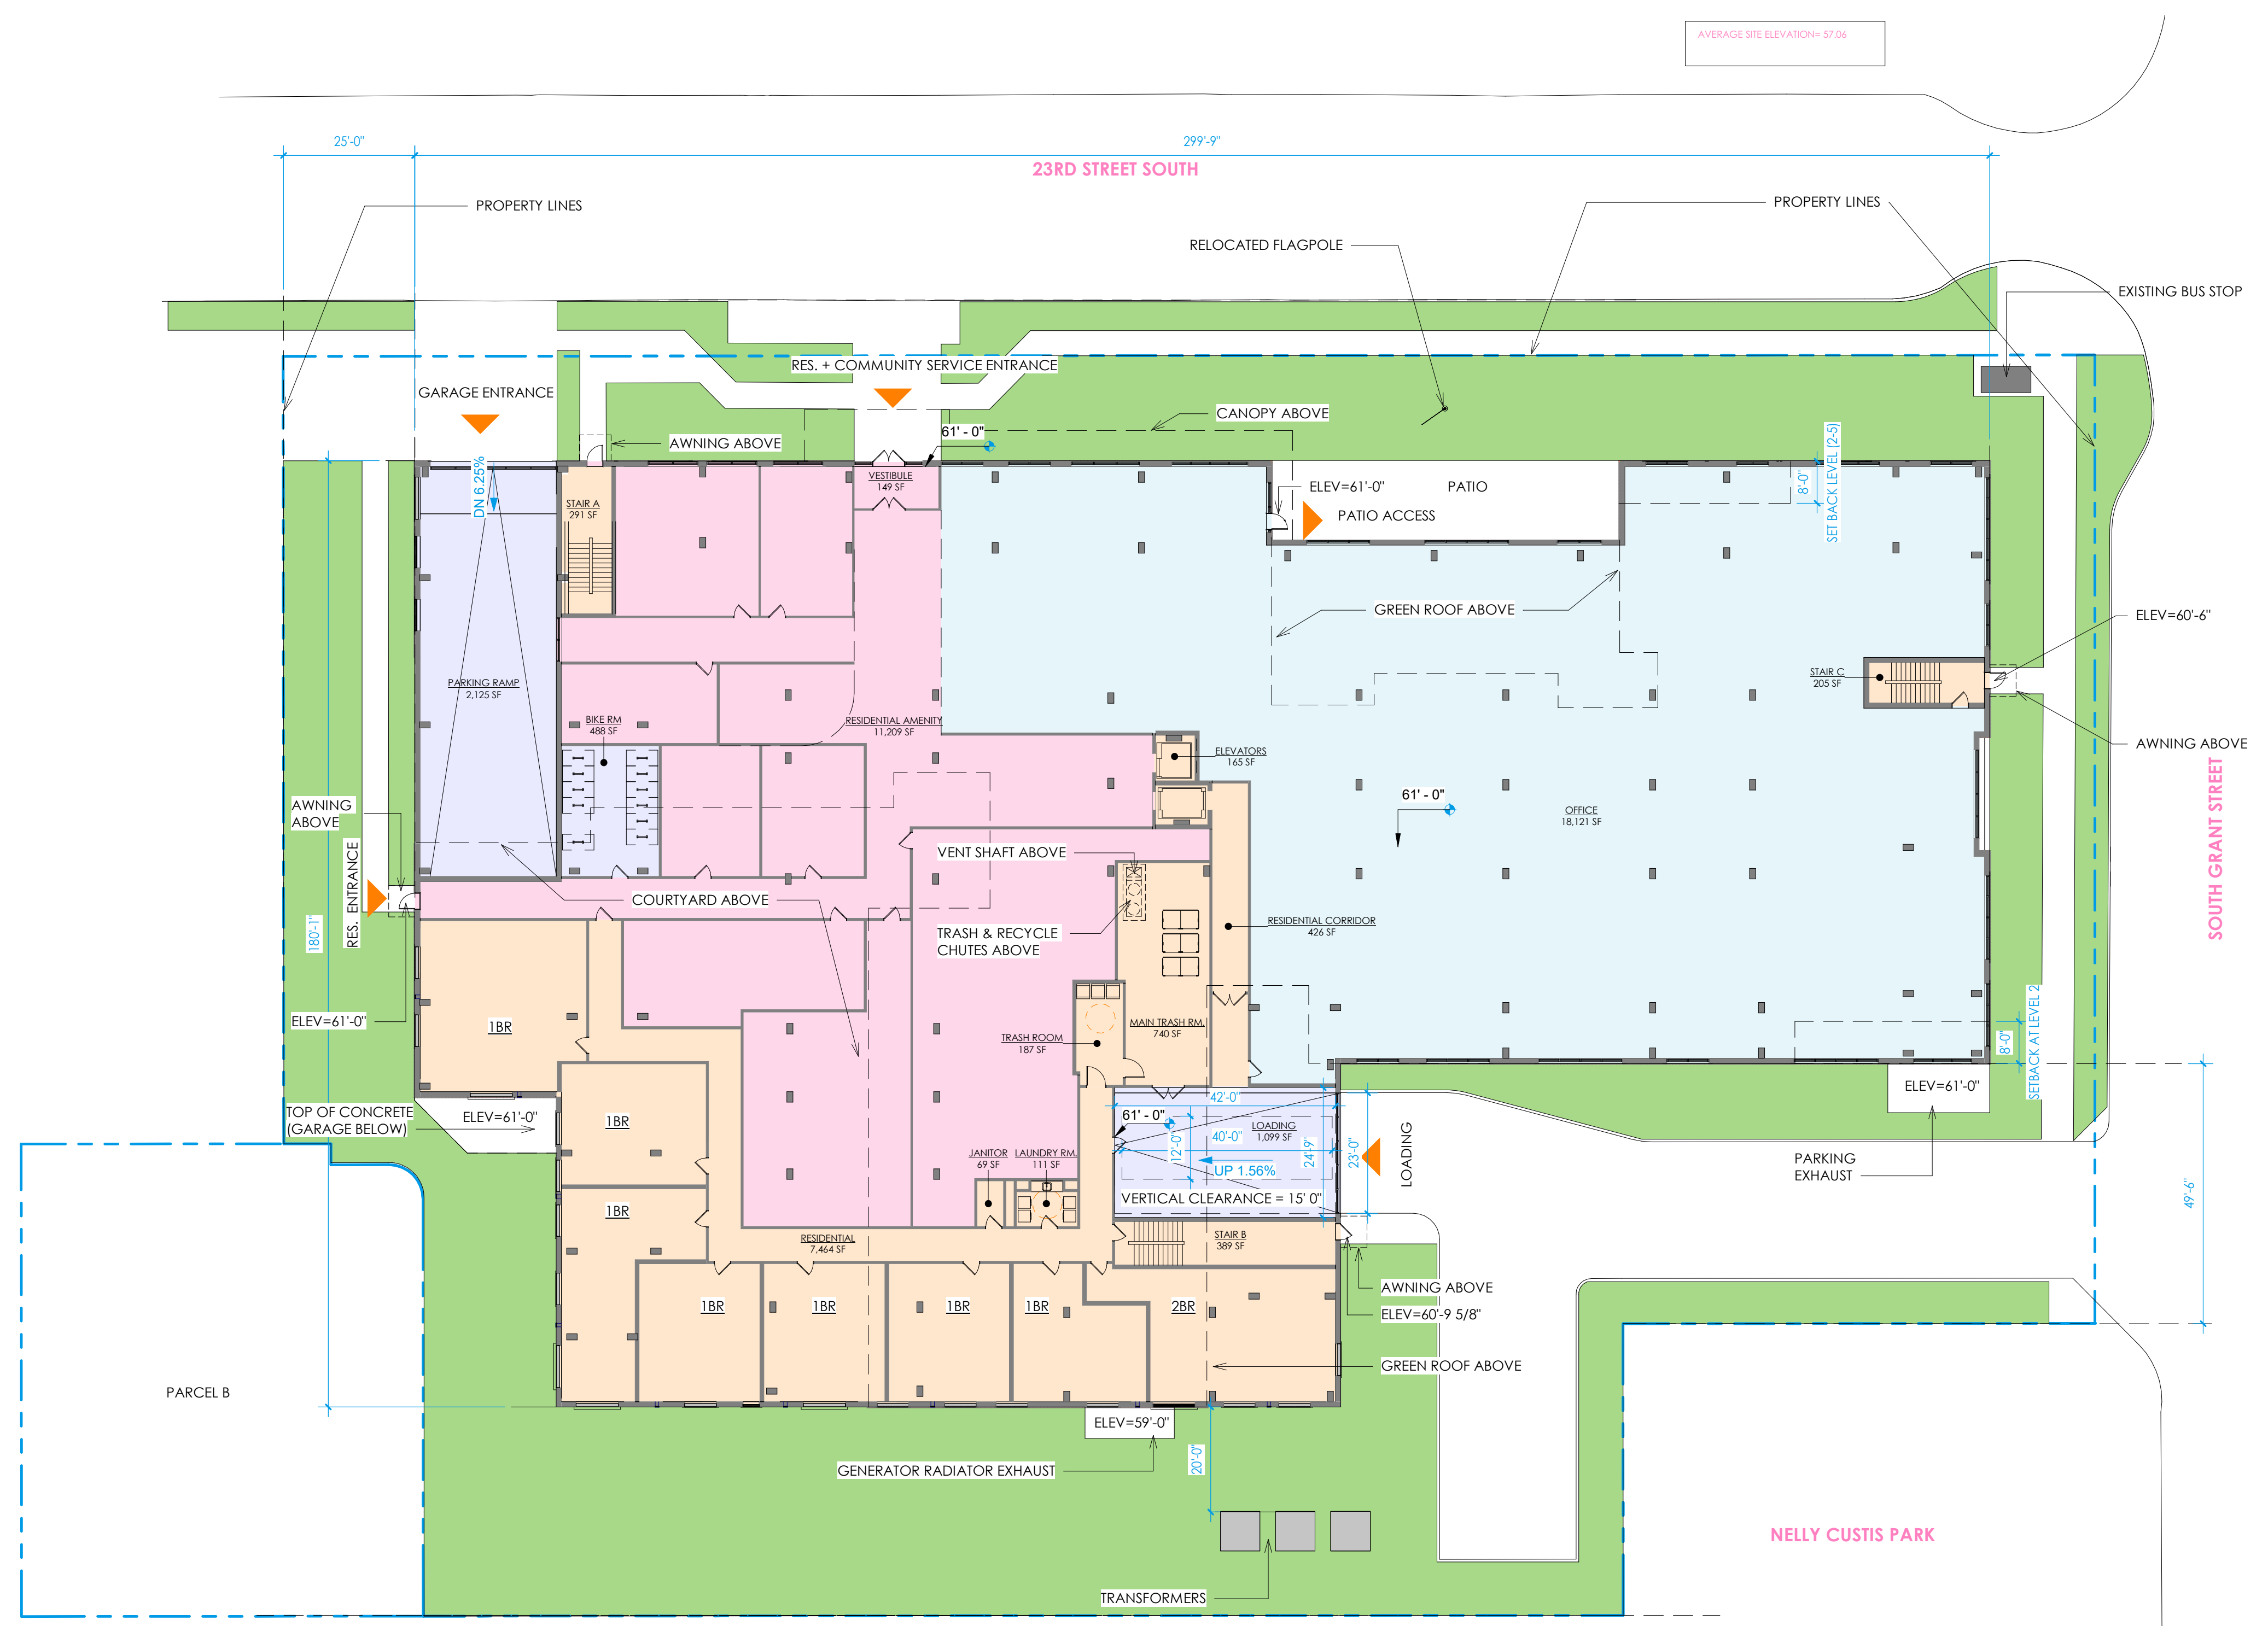 AVERAGE SITE ELEVATION= 57.06
25'-0"
299'-9"
23RD STREET SOUTH
PROPERTY LINES
PROPERTY LINES
RELOCATED FLAGPOLE
EXISTING BUS STOP
RES. + COMMUNITY SERVICE ENTRANCE
GARAGE ENTRANCE
CANOPY ABOVE
AWNING ABOVE
61' - 0"
SET BACK LEVEL (2-5)
8'-0"
DN 6.25%
VESTIBULE
149 SF
STAIR A
291 SF
ELEV=61'-0"
PATIO
PATIO ACCESS
GREEN ROOF ABOVE
ELEV=60'-6"
STAIR C
205 SF
PARKING RAMP
2,125 SF
BIKE RM
488 SF
RESIDENTIAL AMENITY
11,209 SF
AWNING ABOVE
ELEVATORS
165 SF
SOUTH GRANT STREET
61' - 0"
OFFICE
18,121 SF
AWNING
ABOVE
RES. ENTRANCE
VENT SHAFT ABOVE
COURTYARD ABOVE
180'-1"
RESIDENTIAL CORRIDOR
426 SF
TRASH & RECYCLE
CHUTES ABOVE
ELEV=61'-0"
1BR
MAIN TRASH RM.
740 SF
TRASH ROOM
187 SF
8'-0"
SETBACK AT LEVEL 2
ELEV=61'-0"
TOP OF CONCRETE
(GARAGE BELOW)
ELEV=61'-0"
1BR
42'-0"
61' - 0"
LOADING
1,099 SF
12'-0"
40'-0"
24'-9"
23'-0"
UP 1.56%
LOADING
JANITOR
69 SF
LAUNDRY RM.
111 SF
PARKING
EXHAUST
VERTICAL CLEARANCE = 15' 0"
49'-6"
1BR
RESIDENTIAL
7,464 SF
STAIR B
389 SF
AWNING ABOVE
1BR
1BR
1BR
1BR
2BR
ELEV=60'-9 5/8"
GREEN ROOF ABOVE
PARCEL B
ELEV=59'-0"
20'-0"
GENERATOR RADIATOR EXHAUST
NELLY CUSTIS PARK
TRANSFORMERS